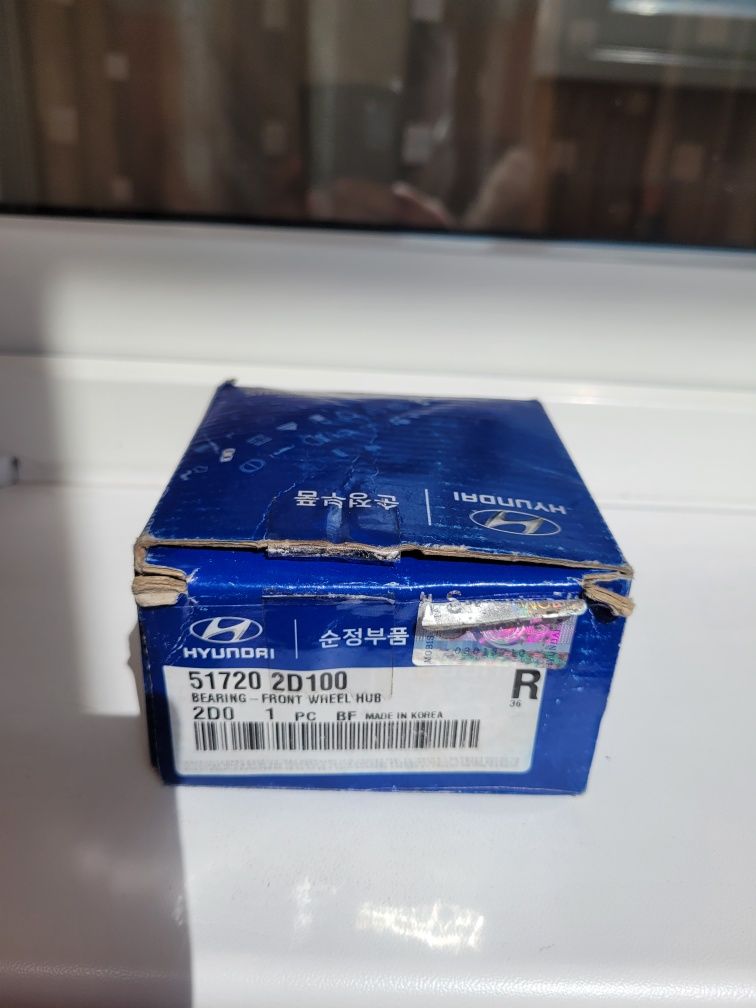 순정부품
HYUNDAI
HYUNDAI
순정부품
51720 2D100
BEARING - FRONT WHEEL HUB
2D0 1 PC BF MADE IN KOREA
R
36